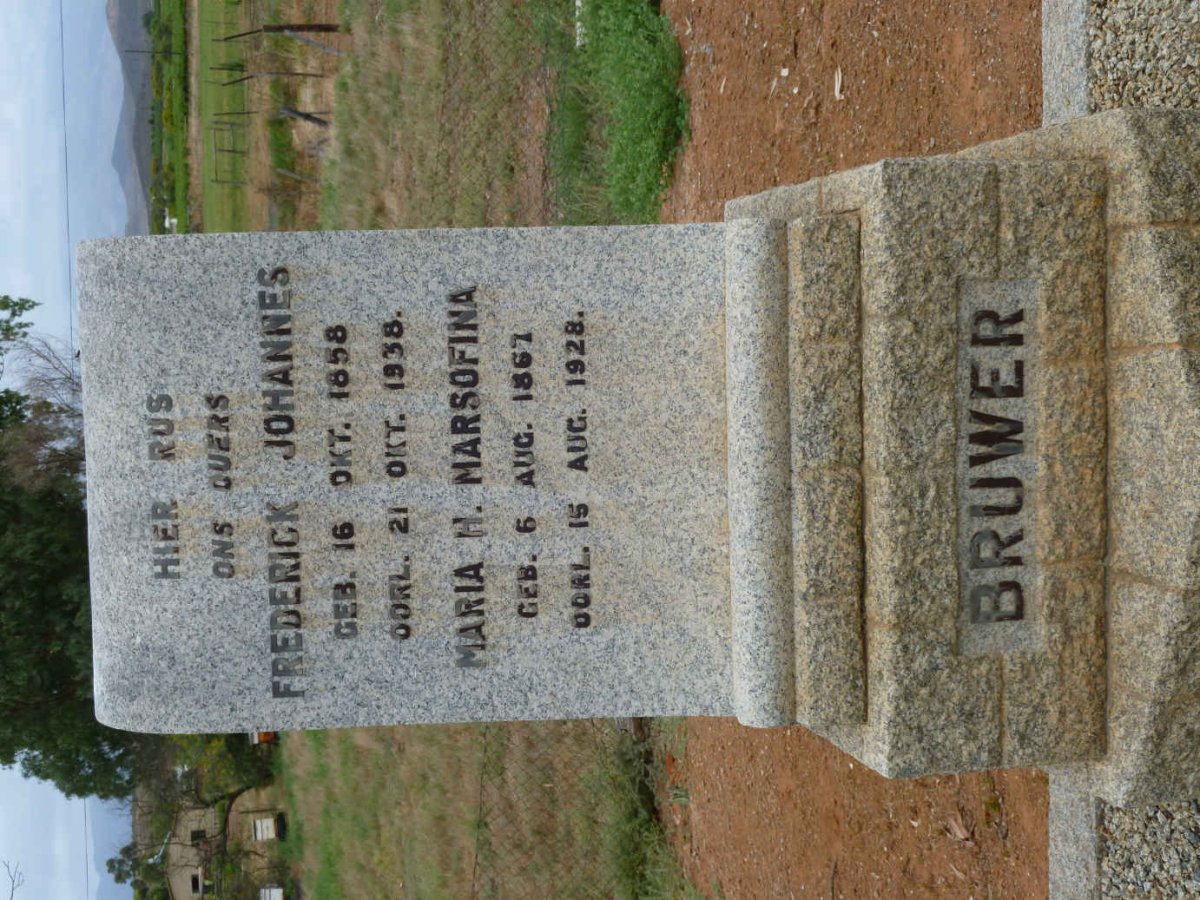 HIER RUS
ONS OUERS
FREDERICK JOHANNES
GEB. 16 OKT. 1858
OORL. 21 OKT. 1938.
MARIA H. MARSOFINA
GEB. 6 AUG. 1867
OORL. 15 AUG. 1928.
BRUWER